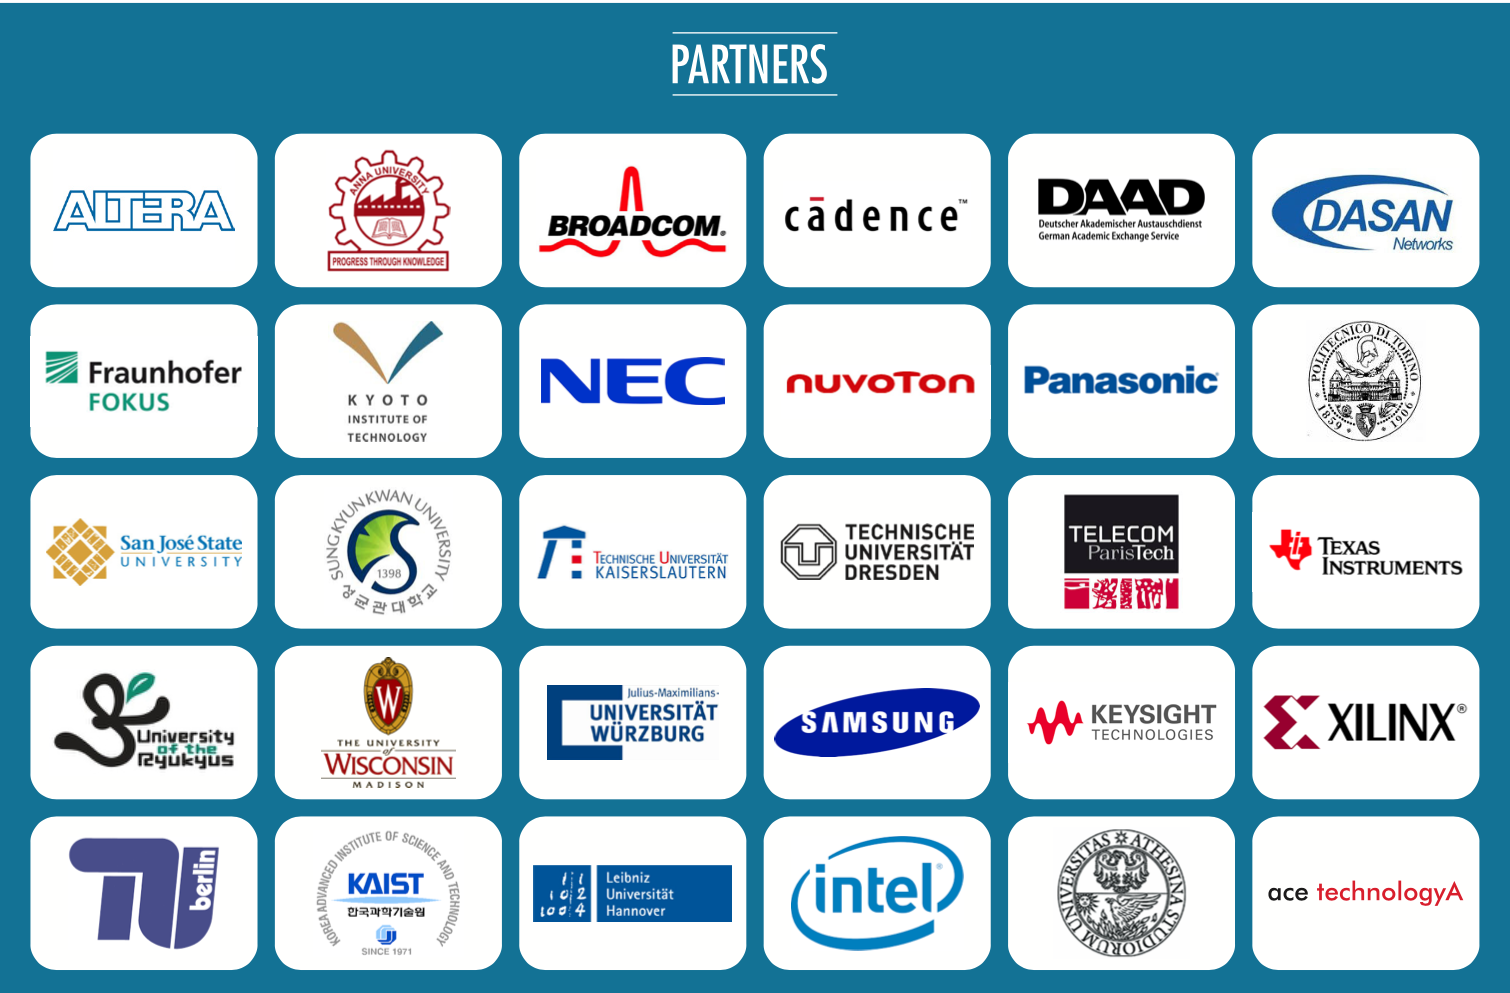 PARTNERS
ALTERA
ANNA UNIVERSITY
PROGRESS THROUGH KNOWLEDGE
BROADCOM®
cādence™
DAAD
Deutscher Akademischer Austauschdienst
German Academic Exchange Service
DASAN
Networks
Fraunhofer
FOKUS
KYOTO
INSTITUTE OF
TECHNOLOGY
NEC
nuvoTon
Panasonic
POLITECNICO DI TORINO
1859 1906
San José State
UNIVERSITY
SUNGKYUNKWAN UNIVERSITY
1398
성균관대학교
TECHNISCHE UNIVERSITÄT
KAISERSLAUTERN
TECHNISCHE
UNIVERSITÄT
DRESDEN
TELECOM
ParisTech
TEXAS
INSTRUMENTS
University
of the
Ryukyus
W
THE UNIVERSITY
of
WISCONSIN
MADISON
Julius-Maximilians-
UNIVERSITÄT
WÜRZBURG
SAMSUNG
KEYSIGHT
TECHNOLOGIES
XILINX®
TU
berlin
KOREA ADVANCED INSTITUTE OF SCIENCE AND TECHNOLOGY
KAIST
한국과학기술원
SINCE 1971
Leibniz
Universität
Hannover
intel
UNIVERSITAS ATHESINA STUDIORUM
ace technologyA